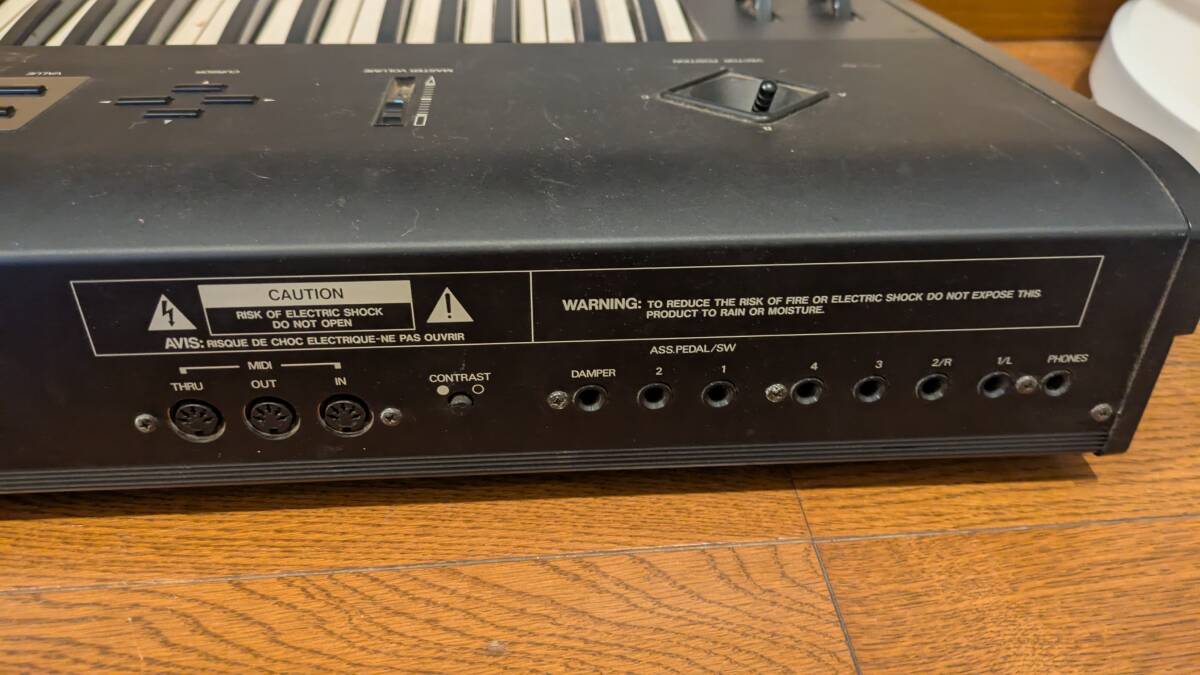 VALUE
CURSOR
MASTER VOLUME
VECTOR POSITION
CAUTION
RISK OF ELECTRIC SHOCK
DO NOT OPEN
AVIS: RISQUE DE CHOC ELECTRIQUE-NE PAS OUVRIR
WARNING: TO REDUCE THE RISK OF FIRE OR ELECTRIC SHOCK DO NOT EXPOSE THIS
PRODUCT TO RAIN OR MOISTURE.
MIDI
THRU OUT IN
CONTRAST
ASS.PEDAL/SW
DAMPER 2 1 4 3 2/R 1/L PHONES